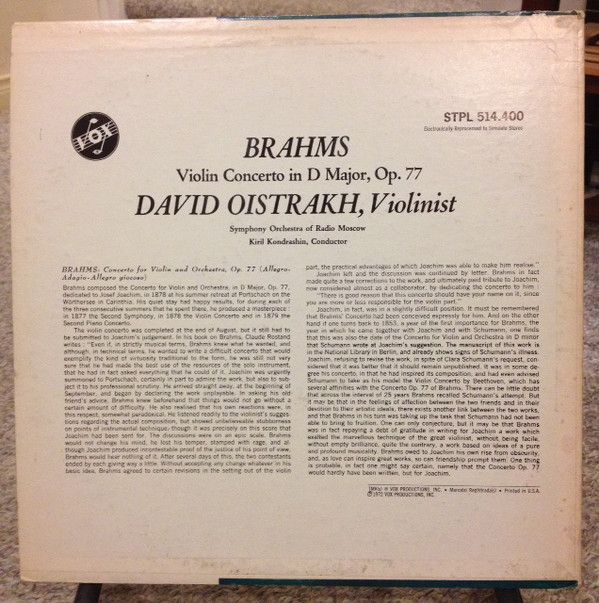 VOX
STPL 514.400
Electronically Reprocessed to Simulate Stereo
BRAHMS
Violin Concerto in D Major, Op. 77
DAVID OISTRAKH, Violinist
Symphony Orchestra of Radio Moscow
Kiril Kondrashin, Conductor
BRAHMS: Concerto for Violin and Orchestra, Op. 77 (Allegro-
Adagio-Allegro giocoso)
Brahms composed the Concerto for Violin and Orchestra, in D Major, Op. 77,
dedicated to Josef Joachim, in 1878 at his summer retreat at Portschach on the
Wörthersee in Carinthia. His quiet stay had happy results, for during each of
the three consecutive summers that he spent there, he produced a masterpiece :
in 1877 the Second Symphony, in 1878 the Violin Concerto and in 1879 the
Second Piano Concerto.
The violin concerto was completed at the end of August, but it still had to
be submitted to Joachim's judgement. In his book on Brahms, Claude Rostand
writes : "Even if, in strictly musical terms, Brahms knew what he wanted, and
although, in technical terms, he wanted to write a difficult concerto that would
exemplify the kind of virtuosity traditional to the form, he was still not very
sure that he had made the best use of the resources of the solo instrument,
that he had in fact asked everything that he could of it. Joachim was urgently
summoned to Portschach, certainly in part to admire the work, but also to sub-
ject it to his professional scrutiny. He arrived straight away, at the beginning of
September, and began by declaring the work unplayable. In asking his old
friend's advice, Brahms knew beforehand that things would not go without a
certain amount of difficulty. He also realised that his own reactions were, in
this respect, somewhat paradoxical. He listened readily to the violinist's sugges-
tions regarding the actual composition, but showed unfavorable stubbornness
on points of instrumental technique; though it was precisely on this score that
Joachim had been sent for. The discussions were on an epic scale. Brahms
would not change his mind, he lost his temper, stamped with rage, and al-
though Joachim produced incontestable proof of the justice of his point of view,
Brahms would hear nothing of it. After several days of this, the two contestants
ended by each giving way a little. Without accepting any change whatever in his
basic idea, Brahms agreed to certain revisions in the setting out of the violin
part, the practical advantages of which Joachim was able to make him realise."
Joachim left and the discussion was continued by letter. Brahms in fact
made quite a few corrections to the work, and ultimately paid tribute to Joachim,
now considered almost as a collaborator, by dedicating the concerto to him :
"There is good reason that this concerto should have your name on it, since
you are more or less responsible for the violin part."
Joachim, in fact, was in a slightly difficult position. It must be remembered
that Brahms' Concerto had been conceived expressly for him. And on the other
hand if one turns back to 1853, a year of the first importance for Brahms, the
year in which he came together with Joachim and with Schumann, one finds
that this was also the date of the Concerto for Violin and Orchestra in D minor
that Schumann wrote at Joachim's suggestion. The manuscript of this work is
in the National Library in Berlin, and already shows signs of Schumann's illness.
Joachim, refusing to revise the work, in spite of Clara Schumann's request, con-
sidered that it was better that it should remain unpublished. It was in some de-
gree his concerto, in that he had inspired its composition, and had even advised
Schumann to take as his model the Violin Concerto by Beethoven, which has
several affinities with the Concerto Op. 77 of Brahms. There can be little doubt
that across the interval of 25 years Brahms recalled Schumann's attempt. But
it may be that in the feelings of affection between the two friends and in their
devotion to their artistic ideals, there exists another link between the two works,
and that Brahms in his turn was taking up the task that Schumann had not been
able to bring to fruition. One can only conjecture, but it may be that Brahms
was in fact repaying a debt of gratitude in writing for Joachim a work which
exalted the marvellous technique of the great violinist, without being facile,
without empty brilliance, quite the contrary, a work based on ideas of a pure
and profound musicality. Brahms owed to Joachim his own rise from obscurity,
and, as love can inspire great works, so can friendship prompt them. One thing
is probable, in fact one might say certain, namely that the Concerto Op. 77
would hardly have been written, but for Joachim.
VOX PRODUCTIONS, INC. • Marca(s) Registrada(s) • Printed in U.S.A.
©1972 VOX PRODUCTIONS, INC.